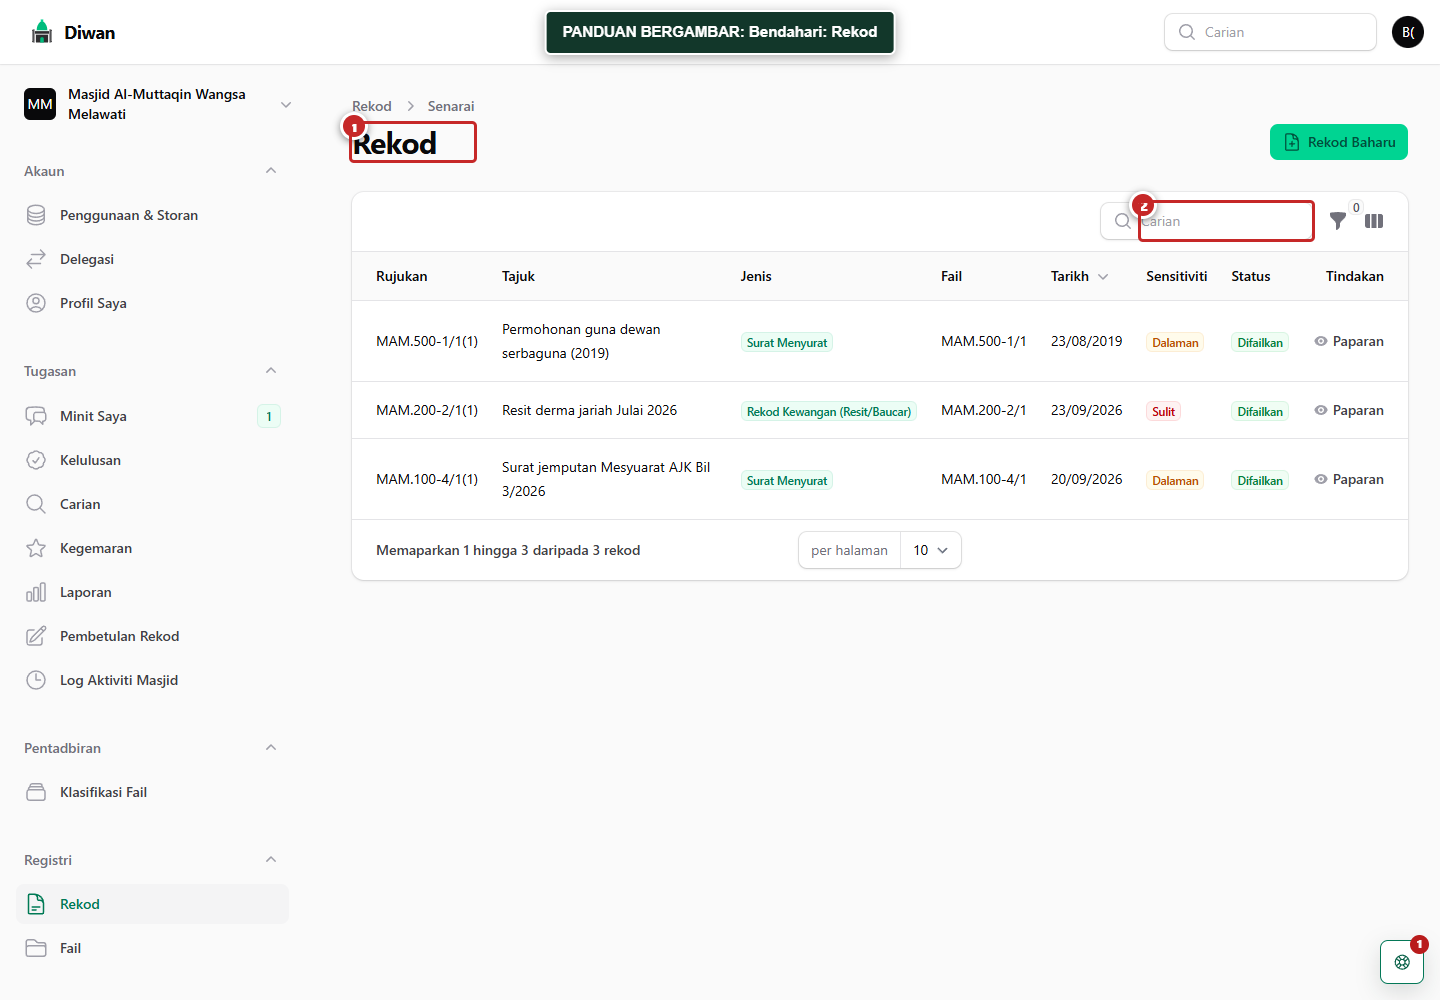 Diwan
PANDUAN BERGAMBAR: Bendahari: Rekod
Carian
B(
MM
Masjid Al-Muttaqin Wangsa
Melawati
Akaun
Penggunaan & Storan
Delegasi
Profil Saya
Tugasan
Minit Saya
1
Kelulusan
Carian
Kegemaran
Laporan
Pembetulan Rekod
Log Aktiviti Masjid
Pentadbiran
Klasifikasi Fail
Registri
Rekod
Fail
Rekod > Senarai
1
Rekod
Rekod Baharu
2
Carian
0
Rujukan Tajuk Jenis Fail Tarikh Sensitiviti Status Tindakan
MAM.500-1/1(1) Permohonan guna dewan serbaguna (2019) Surat Menyurat MAM.500-1/1 23/08/2019 Dalaman Difailkan Paparan
MAM.200-2/1(1) Resit derma jariah Julai 2026 Rekod Kewangan (Resit/Baucar) MAM.200-2/1 23/09/2026 Sulit Difailkan Paparan
MAM.100-4/1(1) Surat jemputan Mesyuarat AJK Bil 3/2026 Surat Menyurat MAM.100-4/1 20/09/2026 Dalaman Difailkan Paparan
Memaparkan 1 hingga 3 daripada 3 rekod
per halaman 10
1